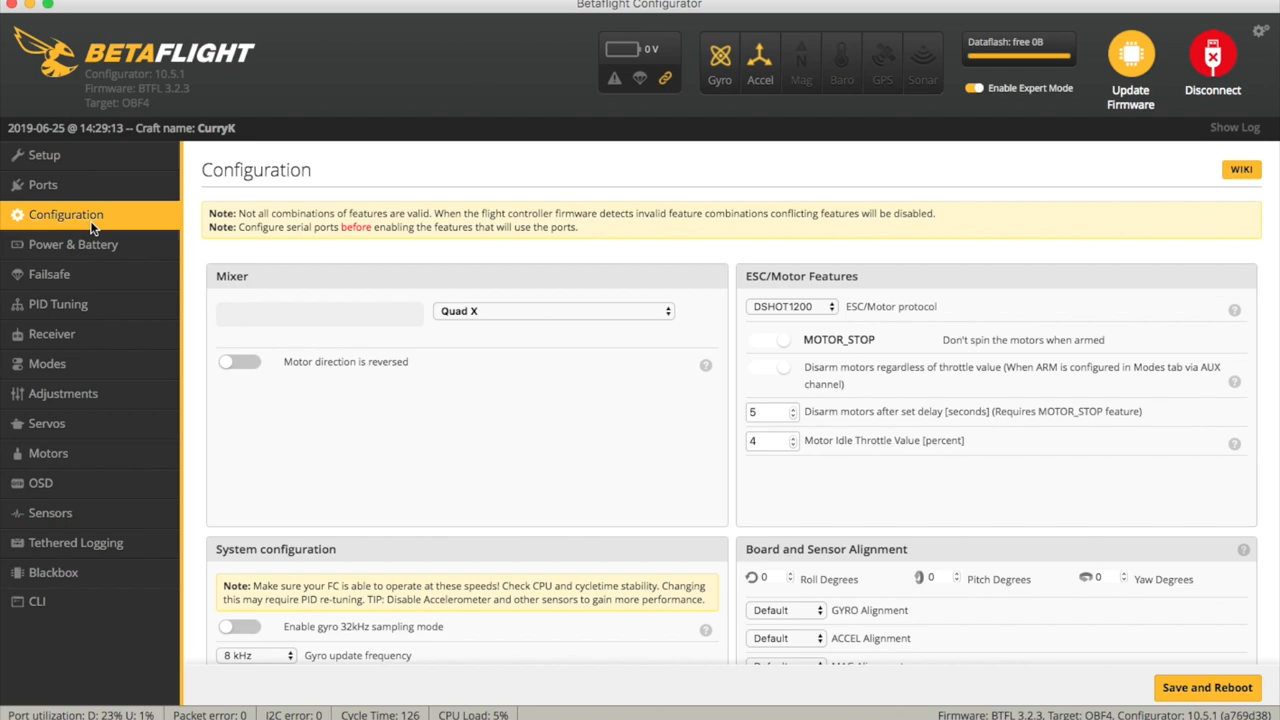 Betaflight Configurator
BETAFLIGHT
Configurator: 10.5.1
Firmware: BTFL 3.2.3
Target: OBF4
0 V
Gyro
Accel
Mag
Baro
GPS
Sonar
Dataflash: free 0B
Enable Expert Mode
Update
Firmware
Disconnect
2019-06-25 @ 14:29:13 -- Craft name: CurryK
Show Log
Setup
Ports
Configuration
Power & Battery
Failsafe
PID Tuning
Receiver
Modes
Adjustments
Servos
Motors
OSD
Sensors
Tethered Logging
Blackbox
CLI
Configuration
WIKI
Note: Not all combinations of features are valid. When the flight controller firmware detects invalid feature combinations conflicting features will be disabled.
Note: Configure serial ports before enabling the features that will use the ports.
Mixer
Quad X
Motor direction is reversed
?
ESC/Motor Features
DSHOT1200 ESC/Motor protocol
?
MOTOR_STOP Don't spin the motors when armed
Disarm motors regardless of throttle value (When ARM is configured in Modes tab via AUX
channel)
?
5 Disarm motors after set delay [seconds] (Requires MOTOR_STOP feature)
4 Motor Idle Throttle Value [percent]
?
System configuration
Note: Make sure your FC is able to operate at these speeds! Check CPU and cycletime stability. Changing
this may require PID re-tuning. TIP: Disable Accelerometer and other sensors to gain more performance.
Enable gyro 32kHz sampling mode
?
8 kHz Gyro update frequency
Board and Sensor Alignment
?
0 Roll Degrees 0 Pitch Degrees 0 Yaw Degrees
Default GYRO Alignment
Default ACCEL Alignment
Save and Reboot
Port utilization: D: 23% U: 1% Packet error: 0 I2C error: 0 Cycle Time: 126 CPU Load: 5% Firmware: BTFL 3.2.3, Target: OBF4, Configurator: 10.5.1 (a769d38)